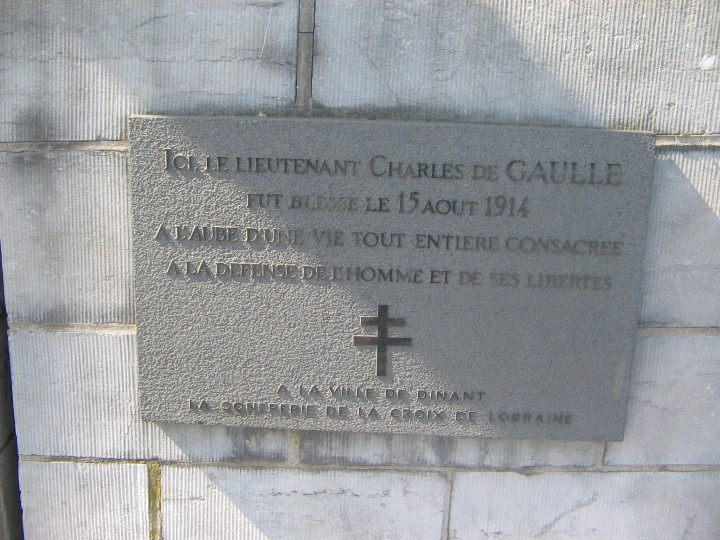 ICI, LE LIEUTENANT CHARLES DE GAULLE
FUT BLESSE LE 15 AOUT 1914
A L'AUBE D'UNE VIE TOUT ENTIERE CONSACREE
A LA DEFENSE DE L'HOMME ET DE SES LIBERTES
A LA VILLE DE DINANT
LA CONFRERIE DE LA CROIX DE LORRAINE